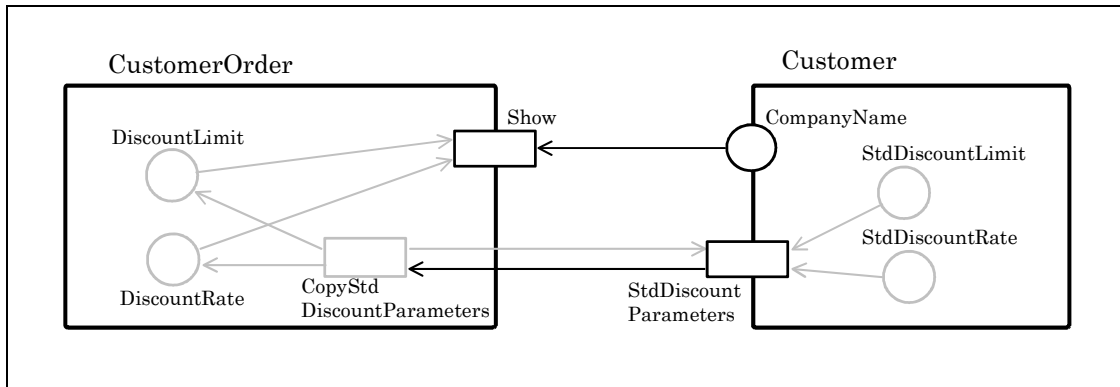 CustomerOrder
Customer
Show
CompanyName
DiscountLimit
StdDiscountLimit
StdDiscountRate
DiscountRate
CopyStd
DiscountParameters
StdDiscount
Parameters